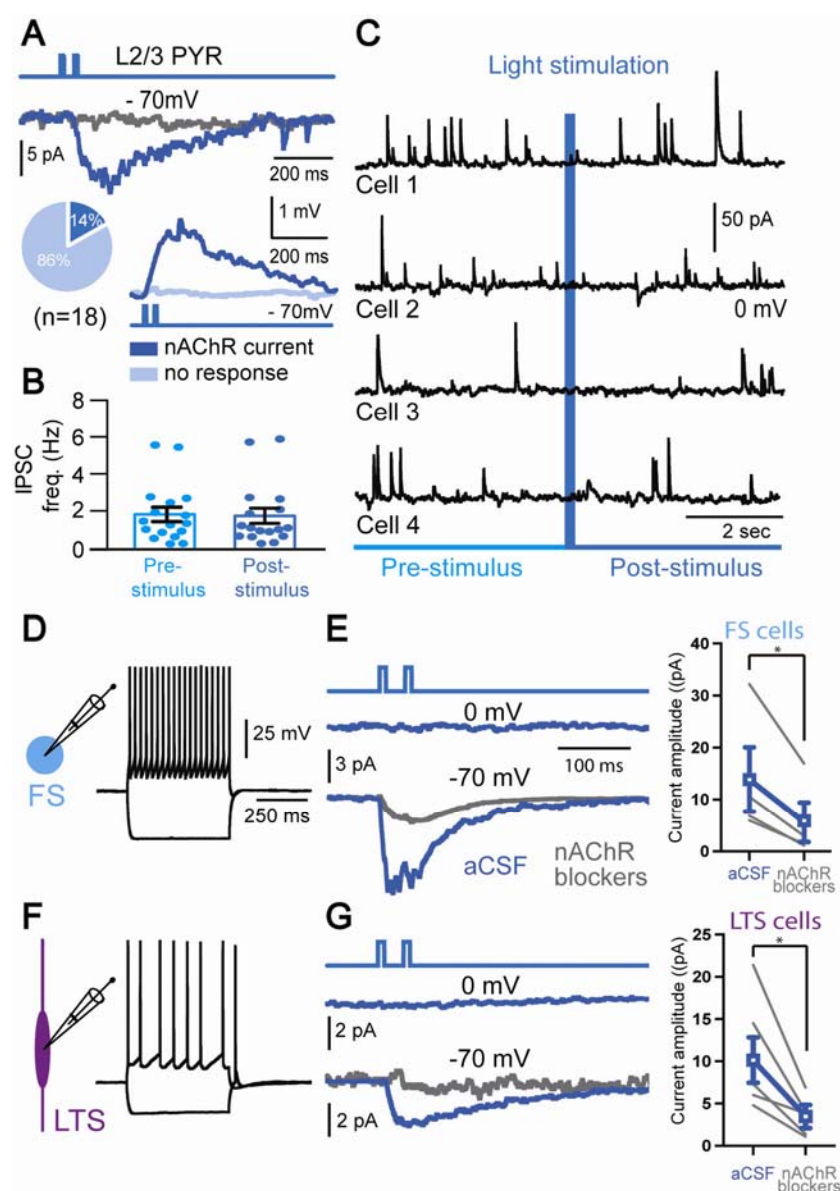 A
L2/3 PYR
- 70mV
5 pA
200 ms
14%
86%
(n=18)
1 mV
200 ms
- 70mV
nAChR current
no response
B
IPSC
freq. (Hz)
8
6
4
2
0
Pre-
stimulus
Post-
stimulus
C
Light stimulation
Cell 1
50 pA
Cell 2
0 mV
Cell 3
Cell 4
2 sec
Pre-stimulus
Post-stimulus
D
FS
25 mV
250 ms
E
0 mV
3 pA
100 ms
-70 mV
aCSF
nAChR
blockers
FS cells
*
Current amplitude ((pA)
40
30
20
10
0
aCSF
nAChR
blockers
F
LTS
G
0 mV
2 pA
-70 mV
2 pA
LTS cells
*
Current amplitude ((pA)
25
20
15
10
5
0
aCSF
nAChR
blockers